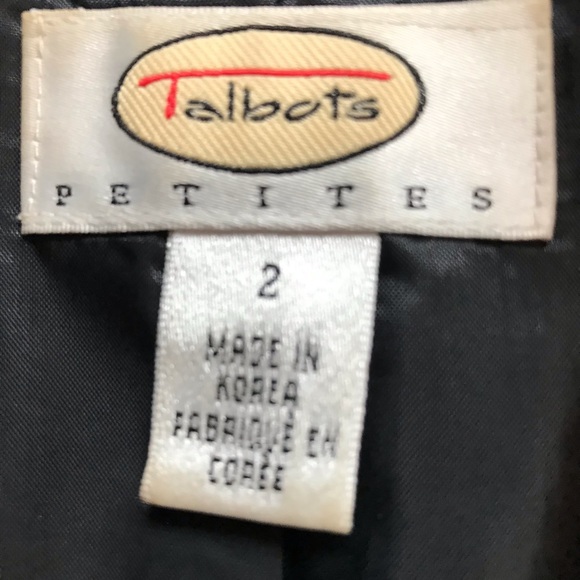 Talbots
PETITES
2
MADE IN
KOREA
FABRIQUÉ EN
CORÉE